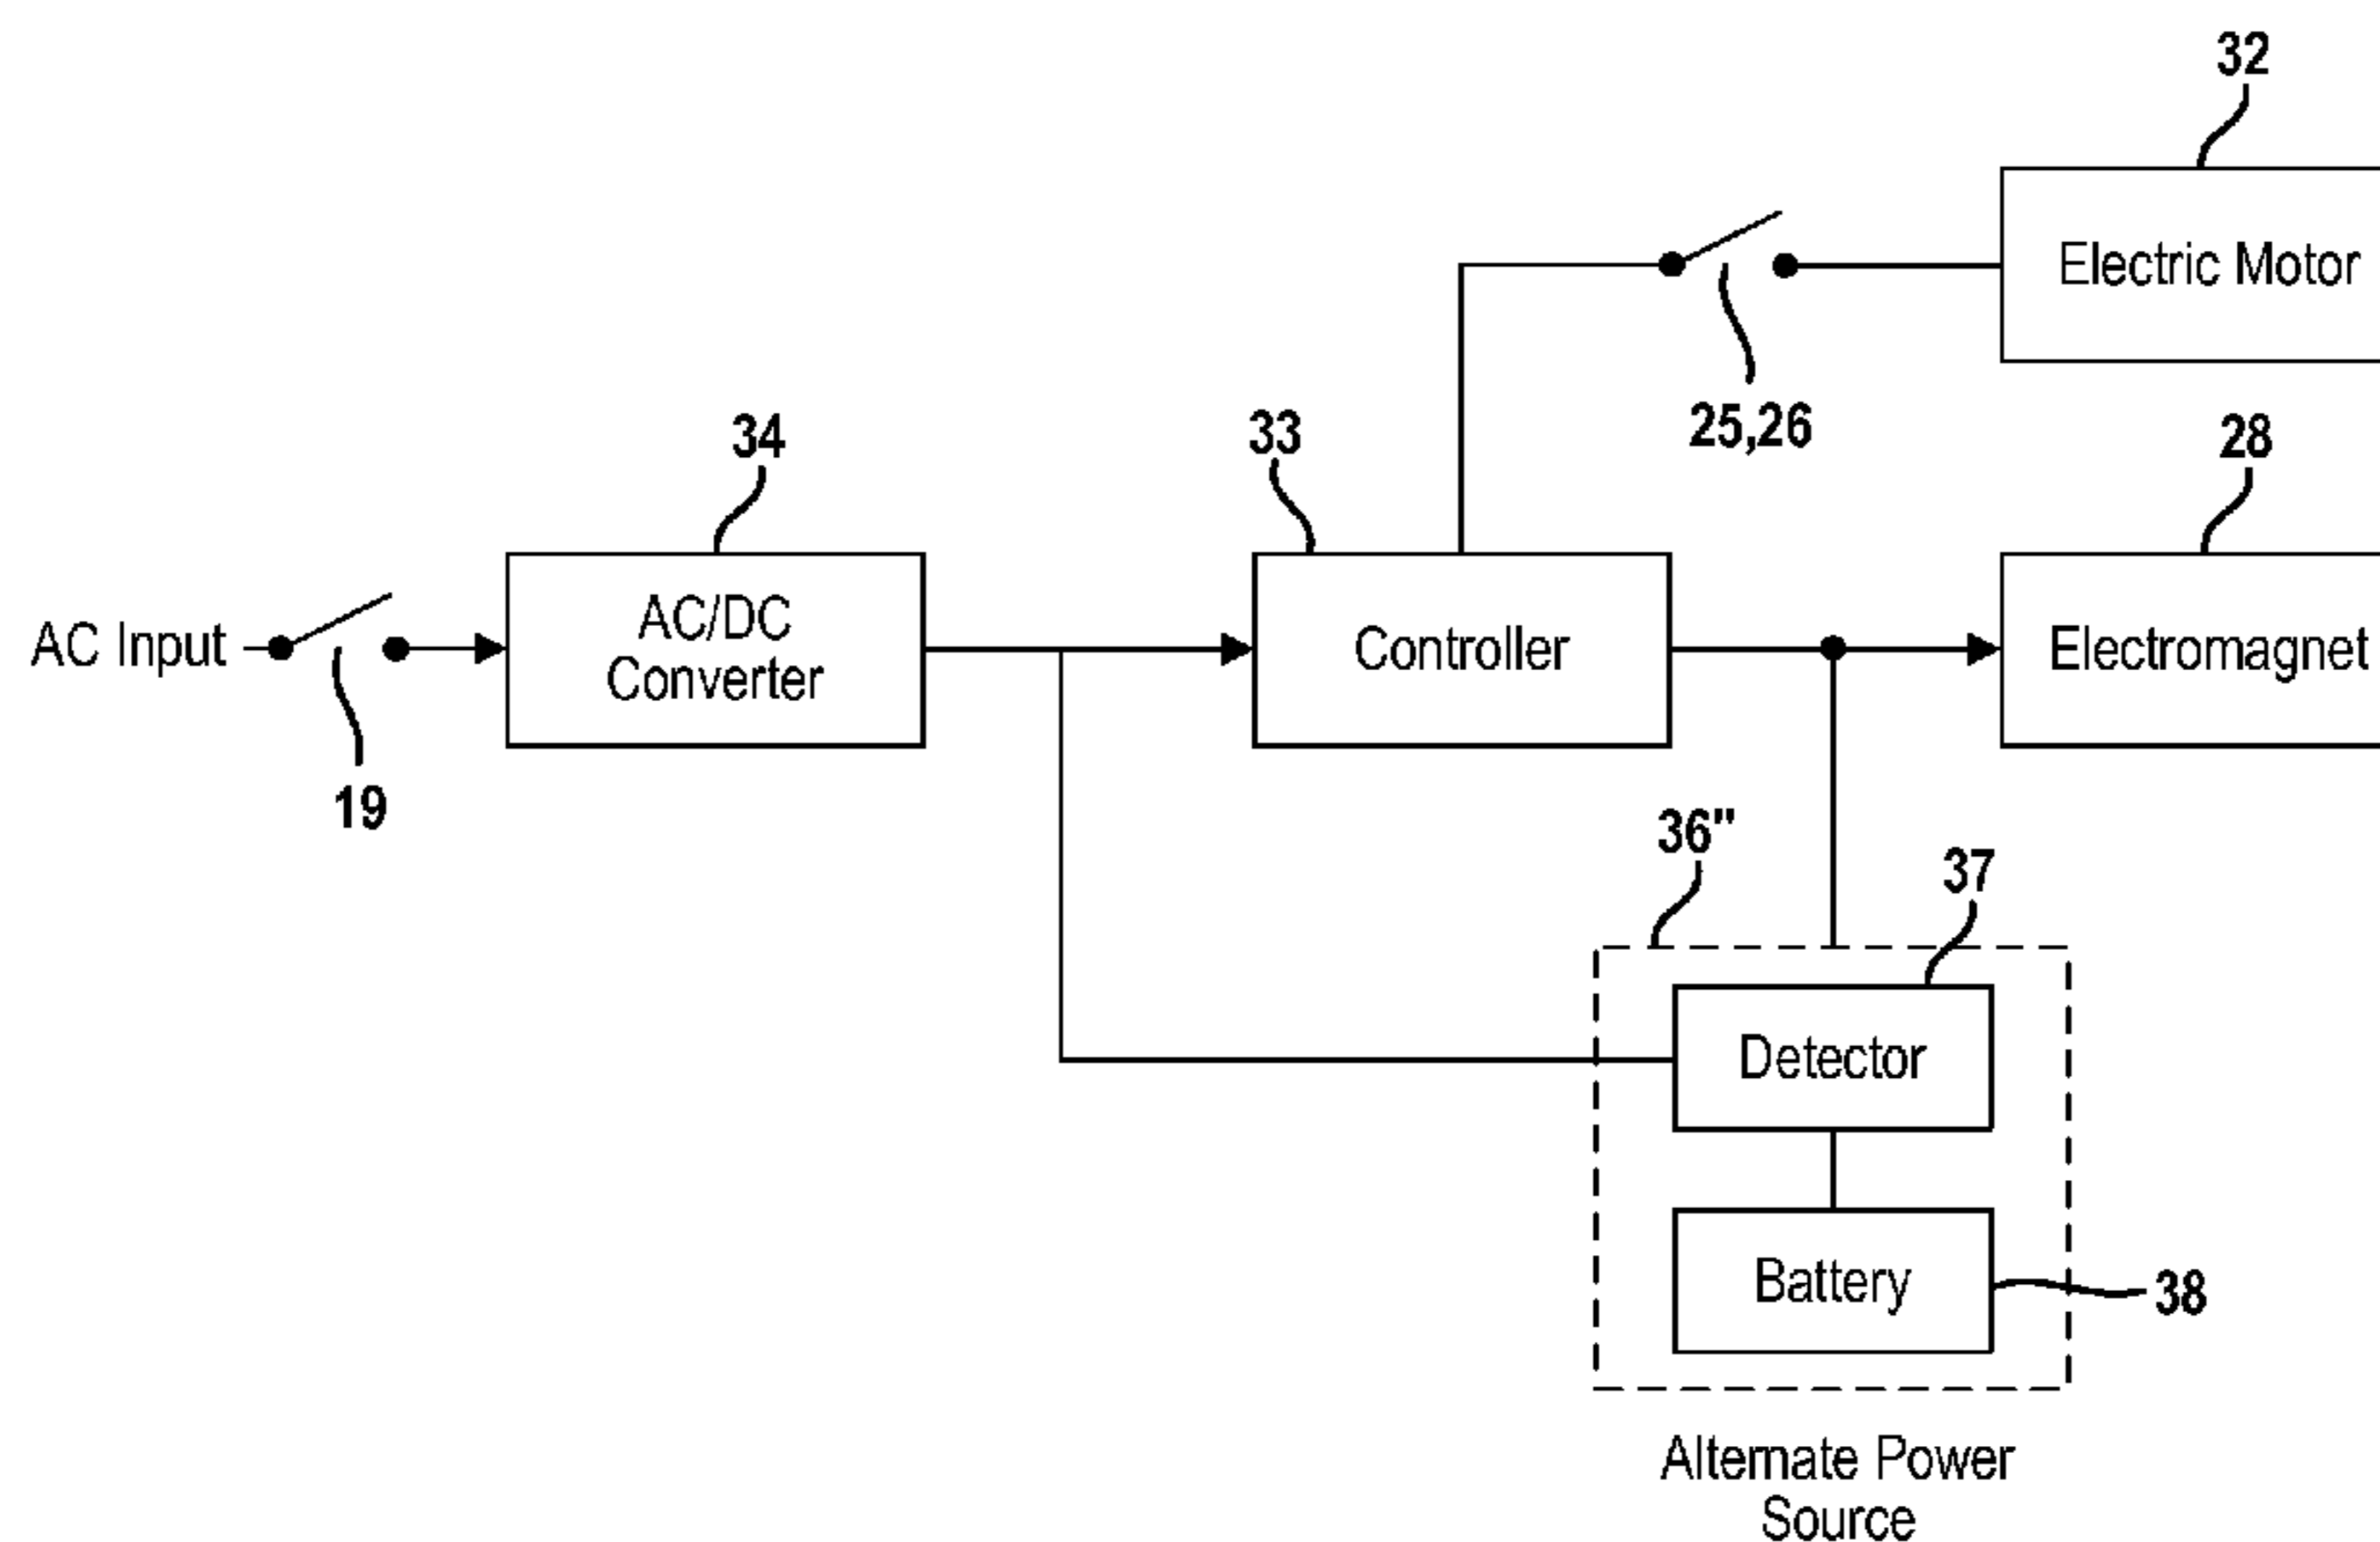 32
Electric Motor
25,26
34
33
28
AC Input
AC/DC
Converter
Controller
Electromagnet
19
36"
37
Detector
Battery
38
Alternate Power
Source